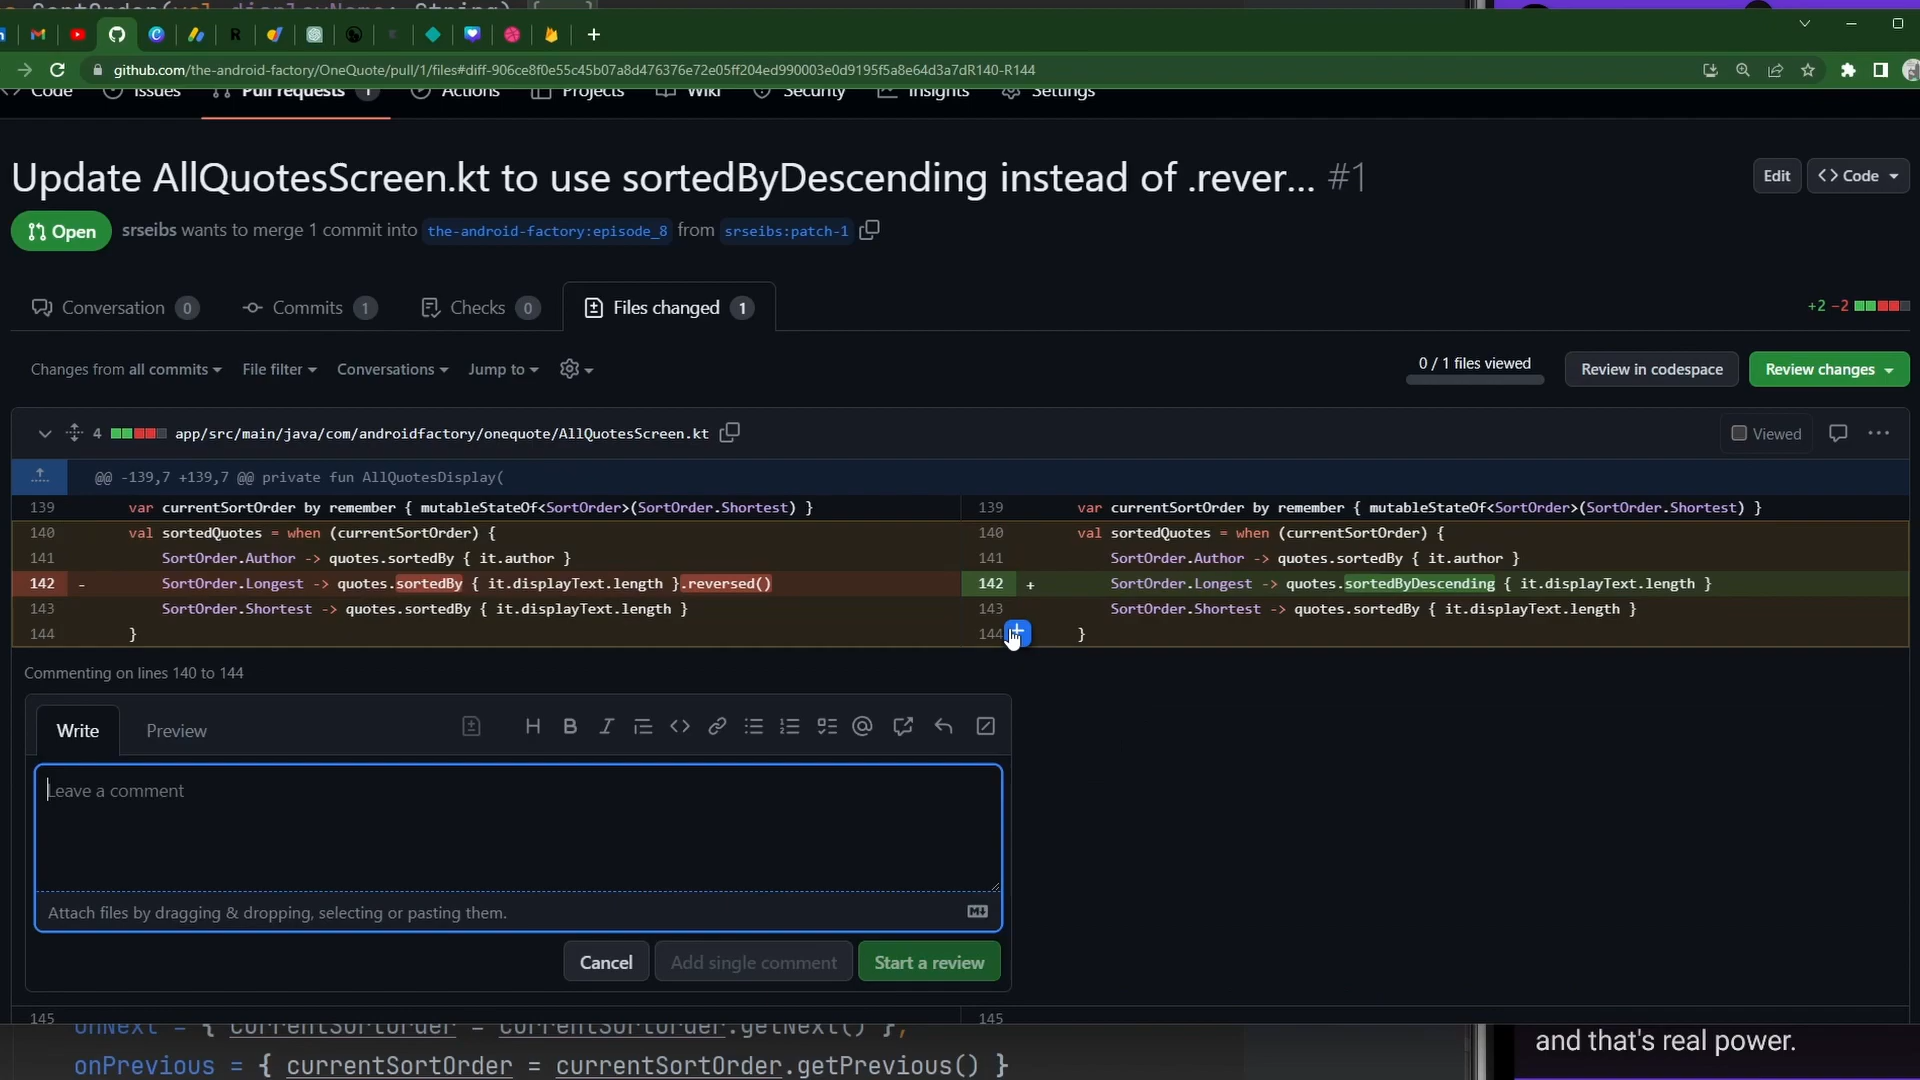 github.com/the-android-factory/OneQuote/pull/1/files#diff-906ce8f0e55c45b07a8d476376e72e05ff204ed990003e0d9195f5a8e64d3a7dR140-R144
Code Issues Pull requests 1 Actions Projects Wiki Security Insights Settings
Update AllQuotesScreen.kt to use sortedByDescending instead of .rever... #1
Edit <> Code
Open srseibs wants to merge 1 commit into the-android-factory:episode_8 from srseibs:patch-1
Conversation 0 Commits 1 Checks 0 Files changed 1 +2 −2
Changes from all commits File filter Conversations Jump to 0 / 1 files viewed Review in codespace Review changes
4 app/src/main/java/com/androidfactory/onequote/AllQuotesScreen.kt Viewed
@@ -139,7 +139,7 @@ private fun AllQuotesDisplay(
139 var currentSortOrder by remember { mutableStateOf<SortOrder>(SortOrder.Shortest) }
140 val sortedQuotes = when (currentSortOrder) {
141 SortOrder.Author -> quotes.sortedBy { it.author }
142 - SortOrder.Longest -> quotes.sortedBy { it.displayText.length }.reversed()
143 SortOrder.Shortest -> quotes.sortedBy { it.displayText.length }
144 }
139 var currentSortOrder by remember { mutableStateOf<SortOrder>(SortOrder.Shortest) }
140 val sortedQuotes = when (currentSortOrder) {
141 SortOrder.Author -> quotes.sortedBy { it.author }
142 + SortOrder.Longest -> quotes.sortedByDescending { it.displayText.length }
143 SortOrder.Shortest -> quotes.sortedBy { it.displayText.length }
144 }
Commenting on lines 140 to 144
Write Preview
Leave a comment
Attach files by dragging & dropping, selecting or pasting them.
Cancel Add single comment Start a review
145 145
onNext = { currentSortOrder = currentSortOrder.getNext() },
onPrevious = { currentSortOrder = currentSortOrder.getPrevious() }
and that's real power.